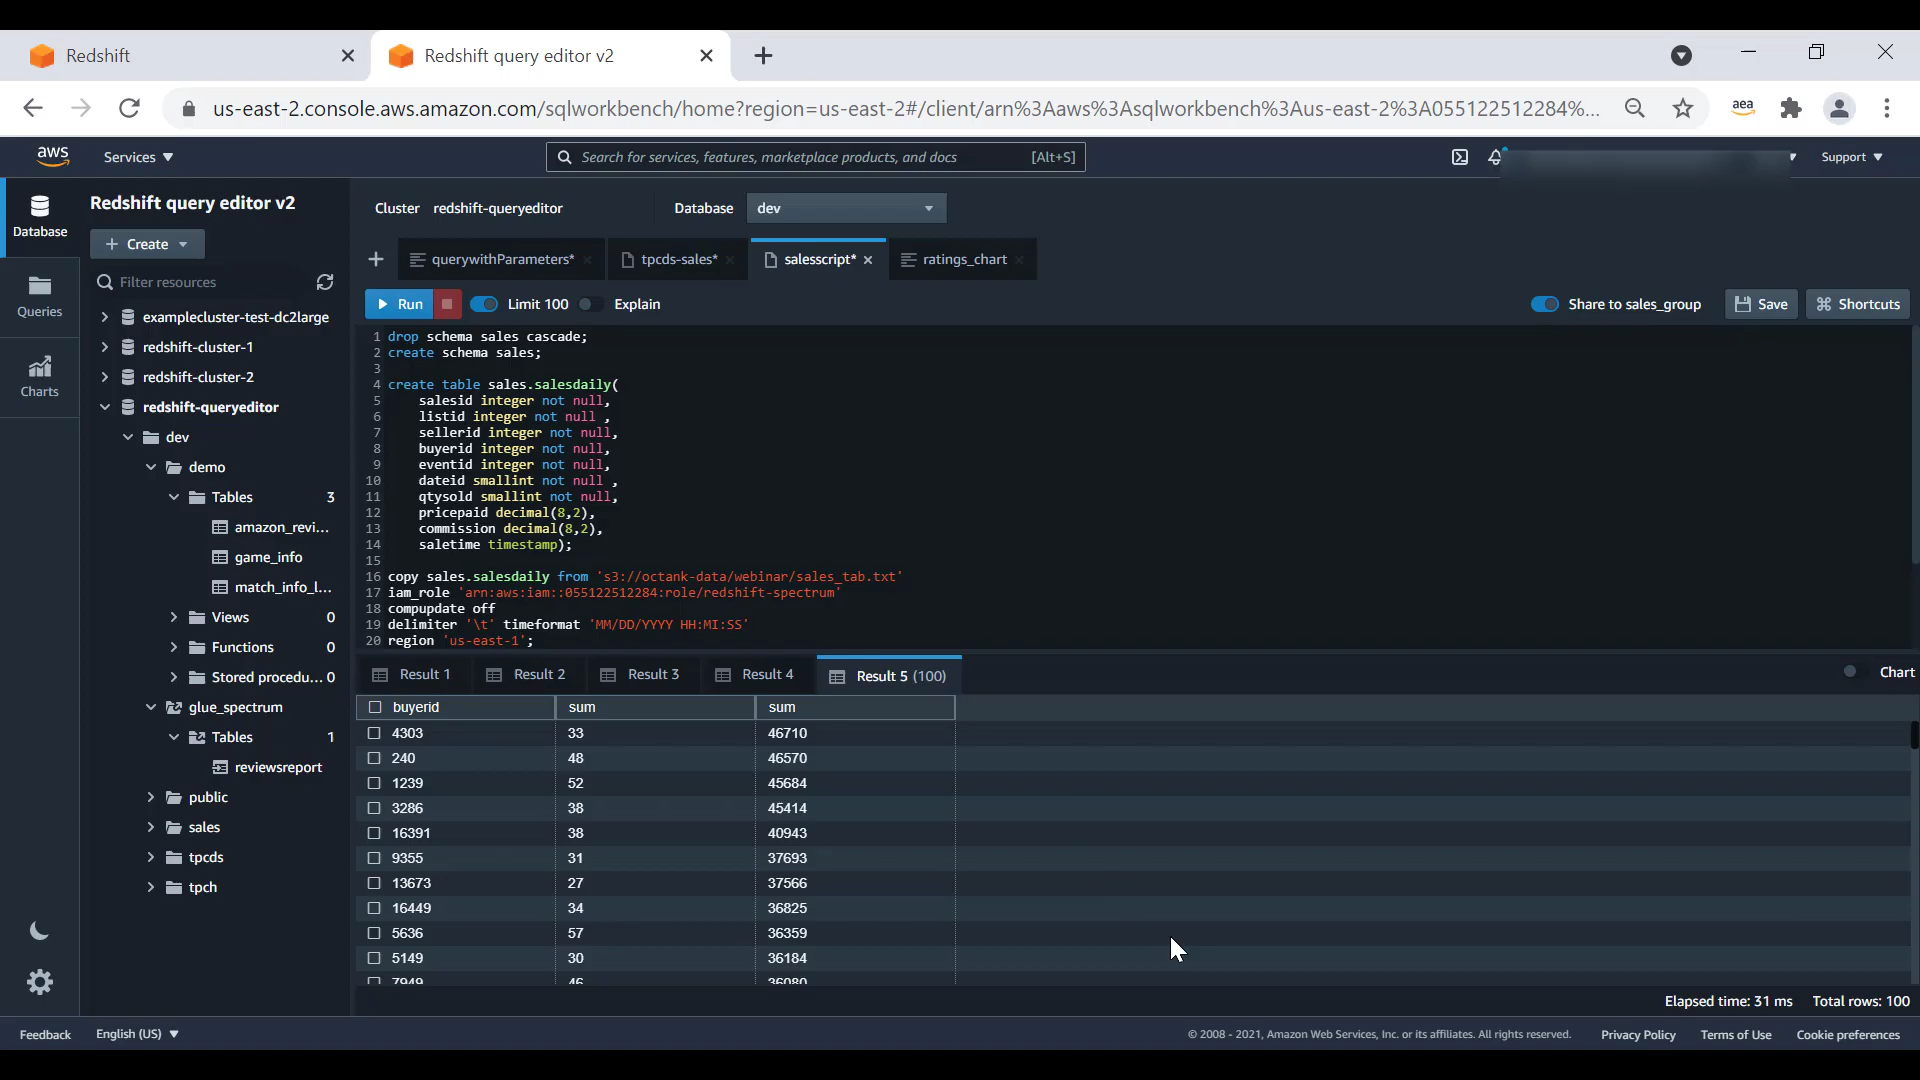 Redshift
Redshift query editor v2
us-east-2.console.aws.amazon.com/sqlworkbench/home?region=us-east-2#/client/arn%3Aaws%3Asqlworkbench%3Aus-east-2%3A055122512284%...
aea
aws
Services
Search for services, features, marketplace products, and docs
[Alt+S]
Support
Database
Queries
Charts
Redshift query editor v2
Create
Filter resources
examplecluster-test-dc2large
redshift-cluster-1
redshift-cluster-2
redshift-queryeditor
dev
demo
Tables 3
amazon_revi...
game_info
match_info_l...
Views 0
Functions 0
Stored procedu... 0
glue_spectrum
Tables 1
reviewsreport
public
sales
tpcds
tpch
Cluster redshift-queryeditor
Database dev
querywithParameters*
tpcds-sales*
salesscript*
ratings_chart
Run
Limit 100
Explain
Share to sales_group
Save
Shortcuts
1 drop schema sales cascade;
2 create schema sales;
3
4 create table sales.salesdaily(
5 salesid integer not null,
6 listid integer not null ,
7 sellerid integer not null,
8 buyerid integer not null,
9 eventid integer not null,
10 dateid smallint not null ,
11 qtysold smallint not null,
12 pricepaid decimal(8,2),
13 commission decimal(8,2),
14 saletime timestamp);
15
16 copy sales.salesdaily from 's3://octank-data/webinar/sales_tab.txt'
17 iam_role 'arn:aws:iam::055122512284:role/redshift-spectrum'
18 compupdate off
19 delimiter '\t' timeformat 'MM/DD/YYYY HH:MI:SS'
20 region 'us-east-1';
Result 1
Result 2
Result 3
Result 4
Result 5 (100)
Chart
buyerid sum sum
4303 33 46710
240 48 46570
1239 52 45684
3286 38 45414
16391 38 40943
9355 31 37693
13673 27 37566
16449 34 36825
5636 57 36359
5149 30 36184
7949 46 36080
Elapsed time: 31 ms Total rows: 100
Feedback
English (US)
© 2008 - 2021, Amazon Web Services, Inc. or its affiliates. All rights reserved.
Privacy Policy
Terms of Use
Cookie preferences